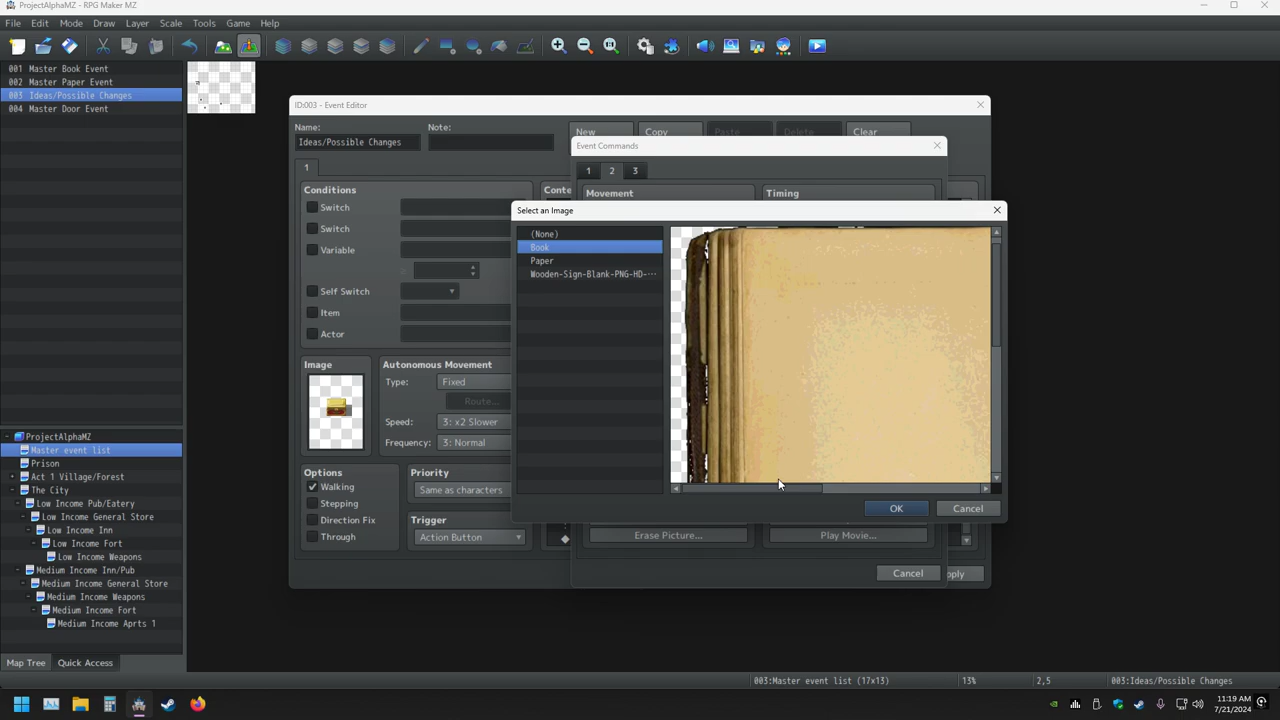 ProjectAlphaMZ - RPG Maker MZ
File Edit Mode Draw Layer Scale Tools Game Help
001 Master Book Event
002 Master Paper Event
003 Ideas/Possible Changes
004 Master Door Event
ID:003 - Event Editor
Name: Note:
Ideas/Possible Changes
New Copy Paste Delete Clear
1
Event Commands
1 2 3
Movement Timing
Conditions
Switch
Switch
Variable
Self Switch
Item
Actor
Select an Image
(None)
Book
Paper
Wooden-Sign-Blank-PNG-HD-···
OK Cancel
Image
Autonomous Movement
Type: Fixed
Route...
Speed: 3: x2 Slower
Frequency: 3: Normal
Options
Walking
Stepping
Direction Fix
Through
Priority
Same as characters
Trigger
Action Button
Erase Picture... Play Movie...
Cancel
ProjectAlphaMZ
Master event list
Prison
Act 1 Village/Forest
The City
Low Income Pub/Eatery
Low Income General Store
Low Income Inn
Low Income Fort
Low Income Weapons
Medium Income Inn/Pub
Medium Income General Store
Medium Income Weapons
Medium Income Fort
Medium Income Aprts 1
Map Tree Quick Access
003:Master event list (17x13) 13% 2,5 003:Ideas/Possible Changes
11:19 AM
7/21/2024